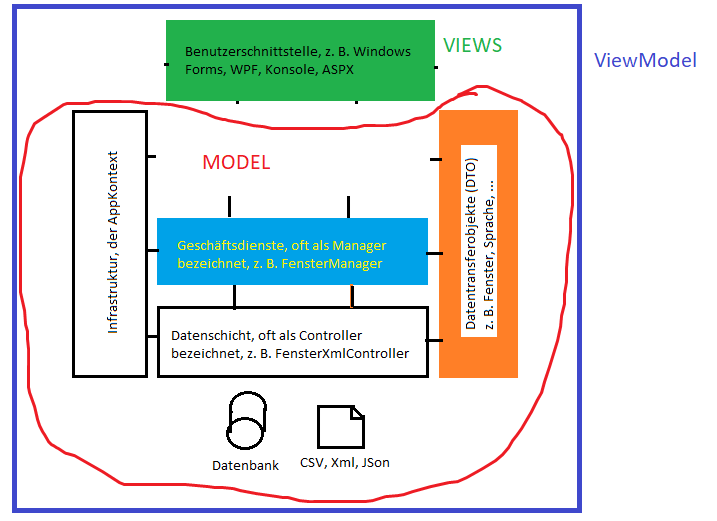 Benutzerschnittstelle, z. B. Windows
Forms, WPF, Konsole, ASPX
VIEWS
ViewModel
Infrastruktur, der AppKontext
MODEL
Geschäftsdienste, oft als Manager
bezeichnet, z. B. FensterManager
Datenschicht, oft als Controller
bezeichnet, z. B. FensterXmlController
Datentransferobjekte (DTO)
z. B. Fenster, Sprache, ...
Datenbank
CSV, Xml, JSon